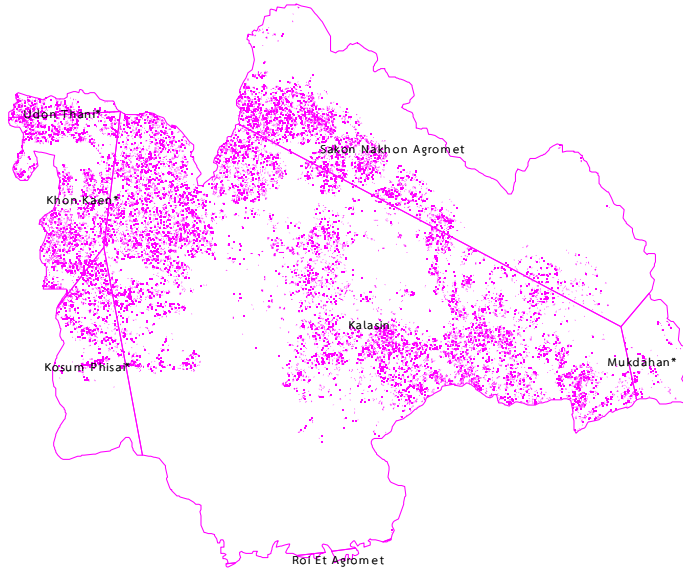 Udon Thani*
Sakon Nakhon Agromet
Khon Kaen*
Kalasin
Mukdahan*
Kosum Phisai*
Roi Et Agromet